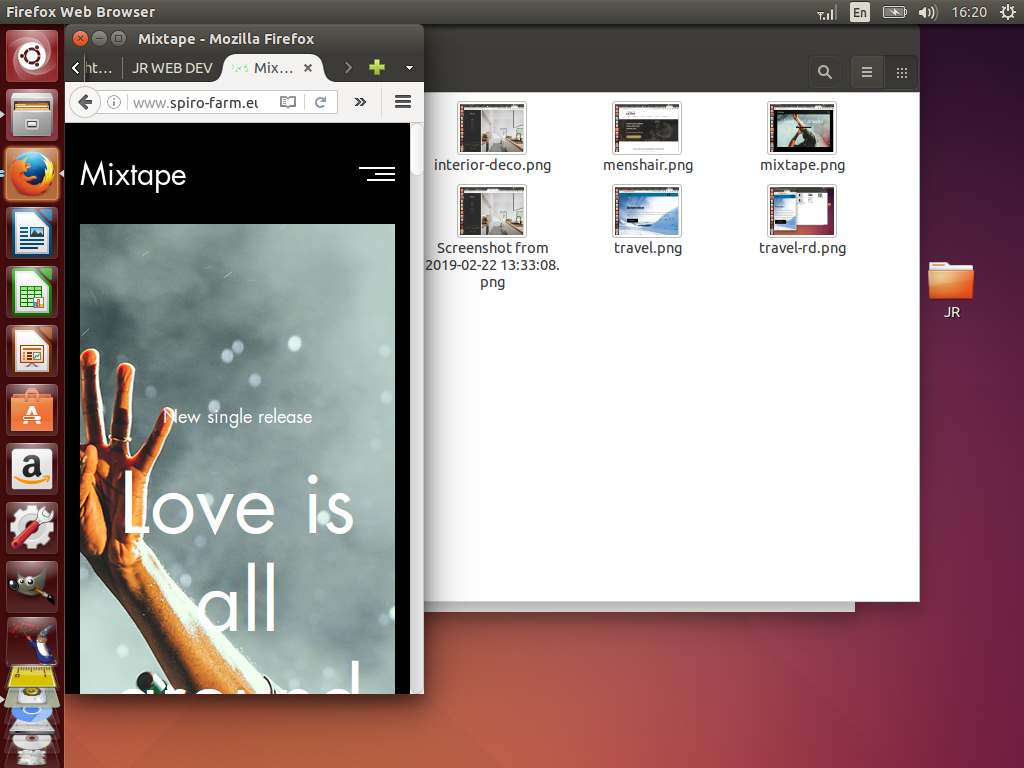 Firefox Web Browser
En
16:20
Mixtape - Mozilla Firefox
ht…
JR WEB DEV
Mix…
www.spiro-farm.eu
Mixtape
New single release
Love is
all
around
interior-deco.png
menshair.png
mixtape.png
Screenshot from
2019-02-22 13:33:08.
png
travel.png
travel-rd.png
JR